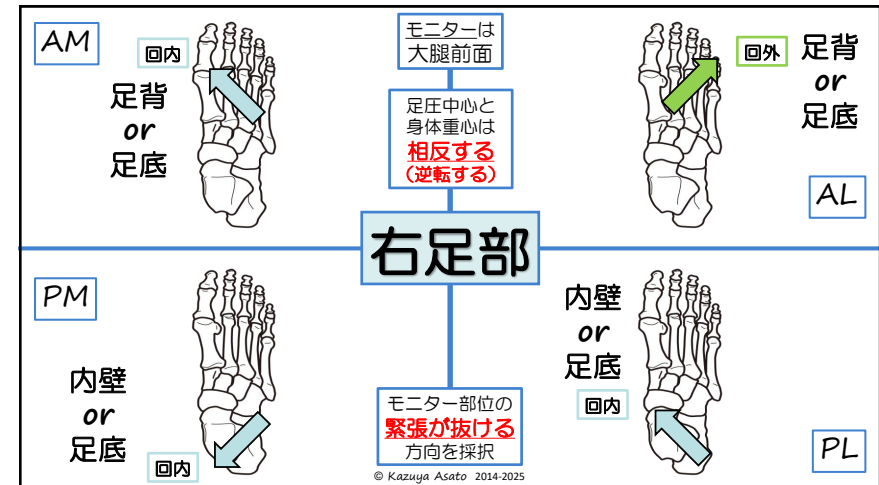 AM
回内
足背
or
足底
モニターは
大腿前面
足圧中心と
身体重心は
相反する
（逆転する）
回外
足背
or
足底
AL
右足部
PM
内壁
or
足底
回内
モニター部位の
緊張が抜ける
方向を採択
© Kazuya Asato 2014-2025
内壁
or
足底
回内
PL